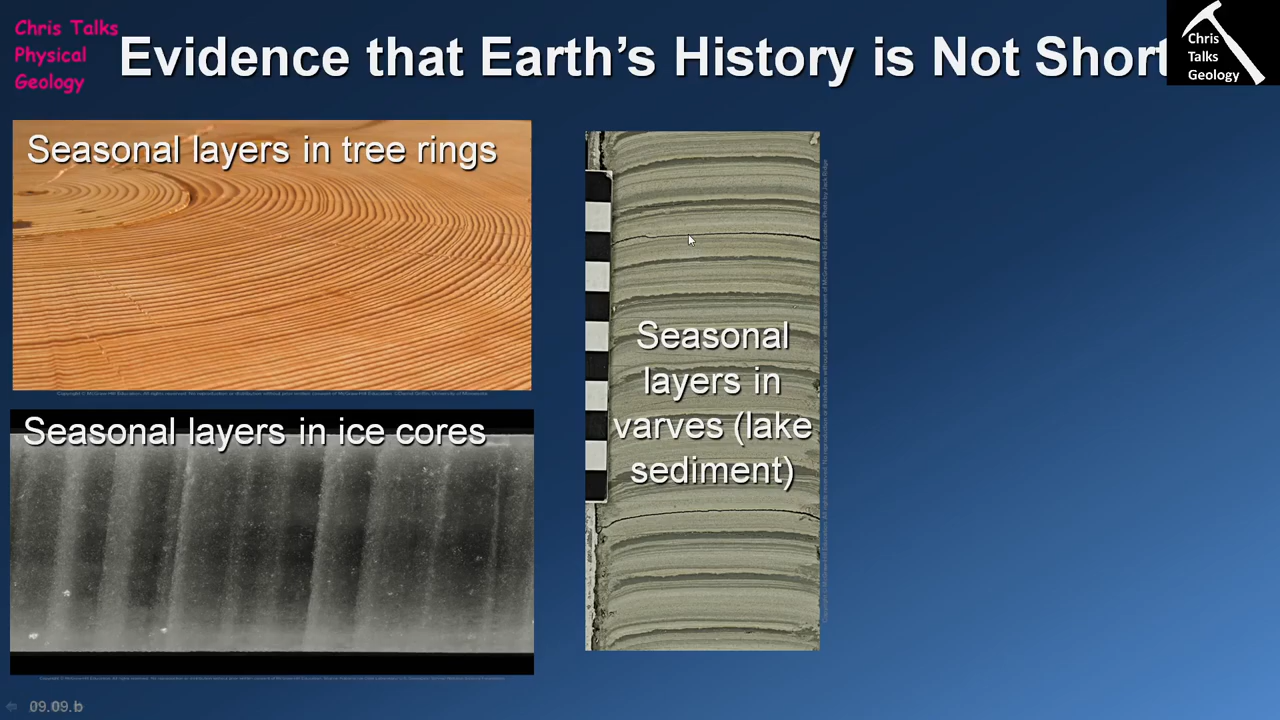 Chris Talks
Physical
Geology
Evidence that Earth's History is Not Short
Chris
Talks
Geology
Seasonal layers in tree rings
Seasonal layers in ice cores
Seasonal
layers in
varves (lake
sediment)
09.09.b